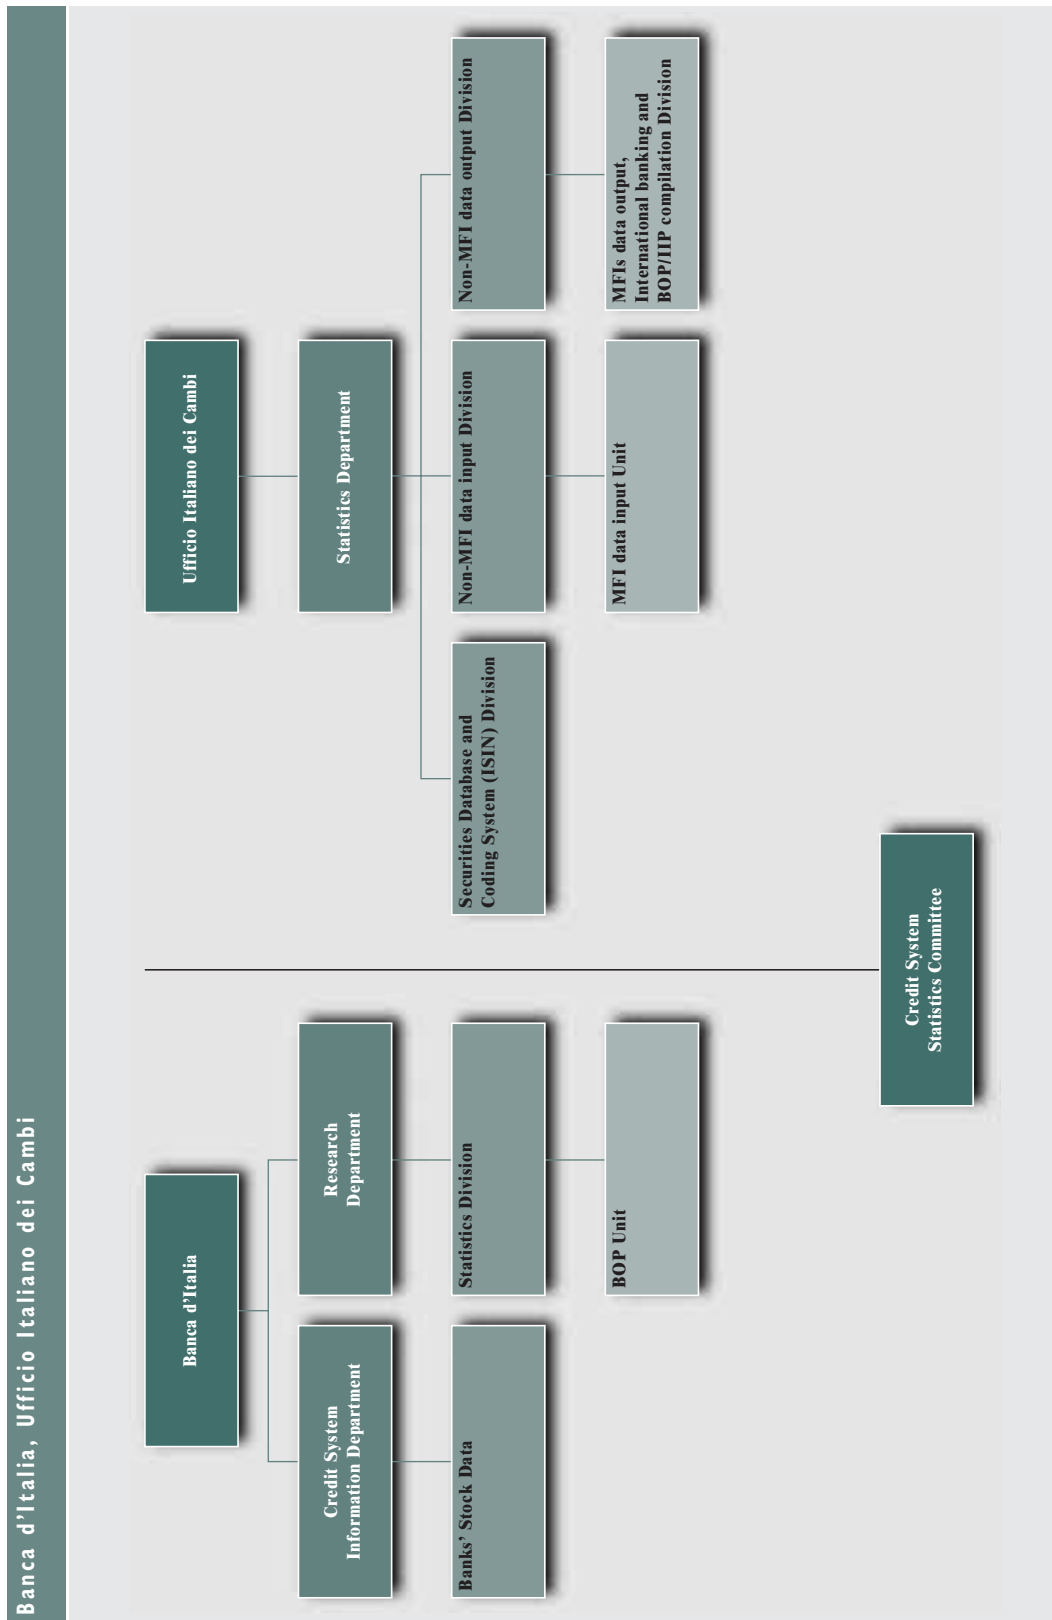 Banca d’Italia, Ufficio Italiano dei Cambi
Banca d’Italia
Ufficio Italiano dei Cambi
Credit System
Information Department
Research
Department
Statistics Department
Banks’ Stock Data
Statistics Division
Securities Database and
Coding System (ISIN) Division
Non-MFI data input Division
Non-MFI data output Division
BOP Unit
MFI data input Unit
MFIs data output,
International banking and
BOP/IIP compilation Division
Credit System
Statistics Committee